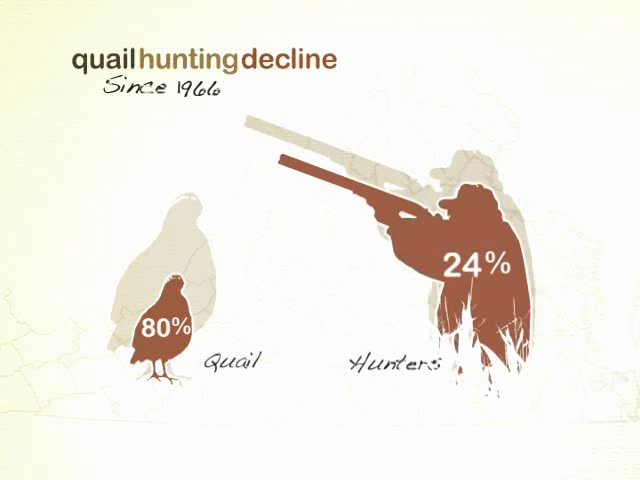 quailhuntingdecline
Since 1966
24%
80%
Quail
Hunters